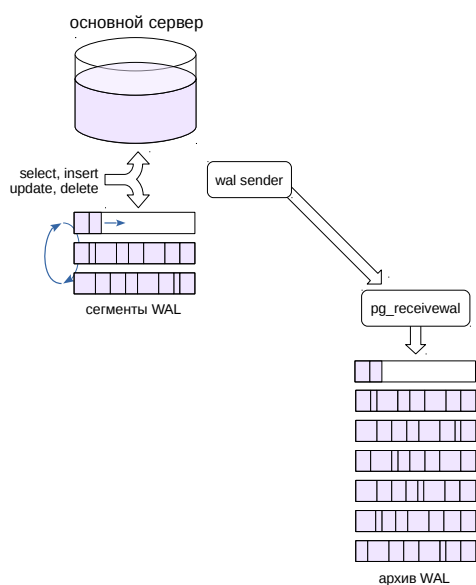 основной сервер
select, insert
update, delete
wal sender
сегменты WAL
pg_receivewal
архив WAL